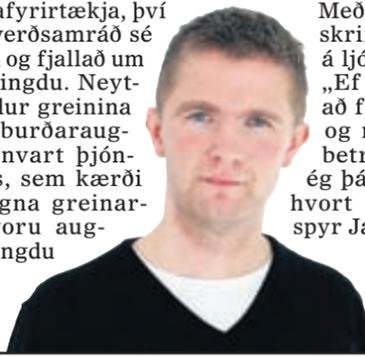 afyrirtækja, því
verðsamráð sé
og fjallað um
ingdu. Neyt-
dur greinina
burðaraug-
nvart þjón-
s, sem kærði
gna greinar-
voru aug-
ngdu
Með
skri
á ljó
„Ef
að f
og r
betr
ég þá
hvort
spyr Ja